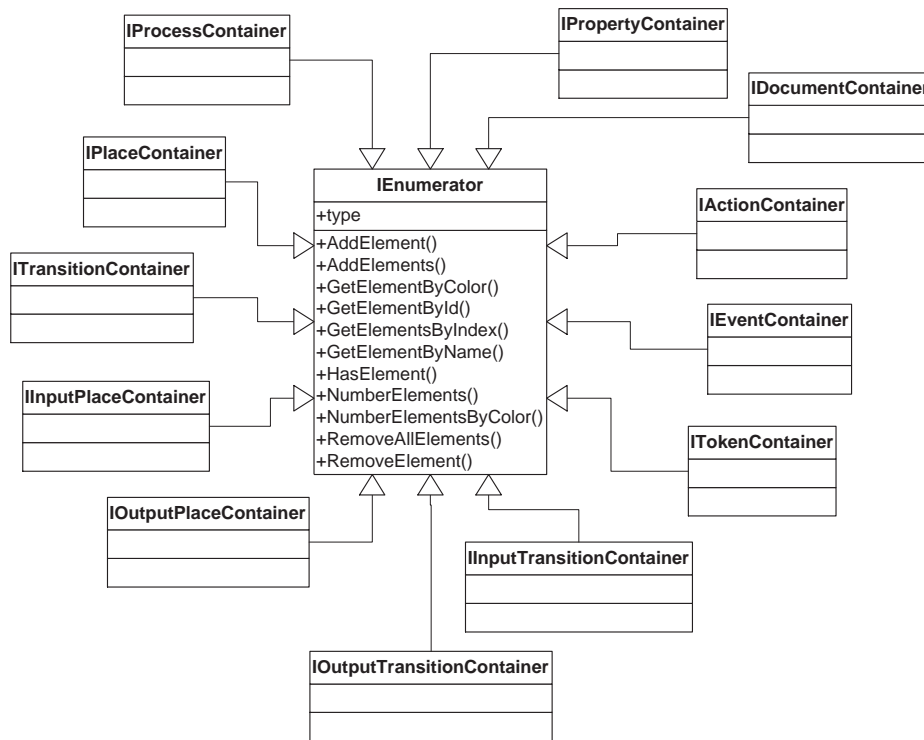 IProcessContainer
IPropertyContainer
IDocumentContainer
IPlaceContainer
IEnumerator
+type
+AddElement()
+AddElements()
+GetElementByColor()
+GetElementById()
+GetElementsByIndex()
+GetElementByName()
+HasElement()
+NumberElements()
+NumberElementsByColor()
+RemoveAllElements()
+RemoveElement()
IActionContainer
ITransitionContainer
IEventContainer
IInputPlaceContainer
ITokenContainer
IOutputPlaceContainer
IInputTransitionContainer
IOutputTransitionContainer